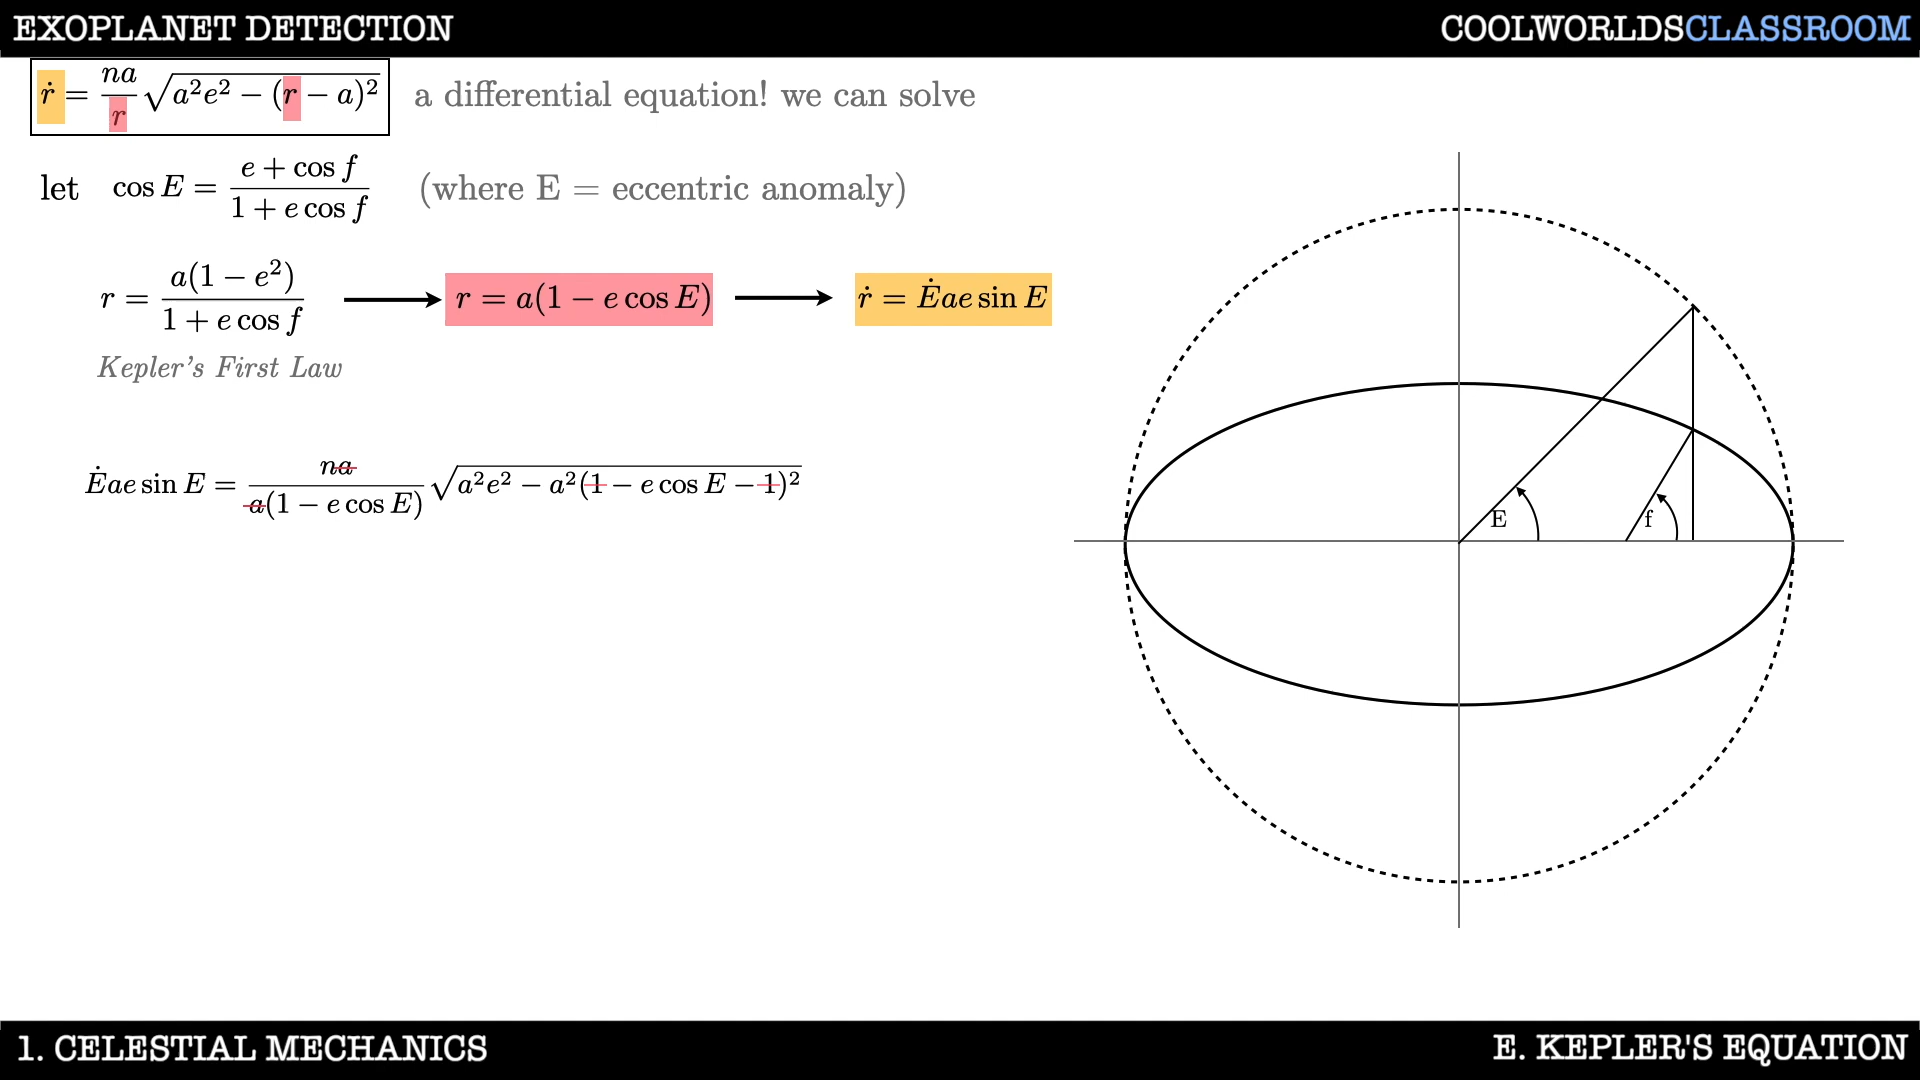 EXOPLANET DETECTION
COOLWORLDSCLASSROOM
ṙ = na/r √(a²e² − (r − a)²) a differential equation! we can solve
let cos E = (e + cos f)/(1 + e cos f) (where E = eccentric anomaly)
r = a(1 − e²)/(1 + e cos f) r = a(1 − e cos E) ṙ = Ėae sin E
Kepler's First Law
Ėae sin E = na/(a(1 − e cos E)) √(a²e² − a²(1 − e cos E − 1)²)
E f
1. CELESTIAL MECHANICS
E. KEPLER'S EQUATION